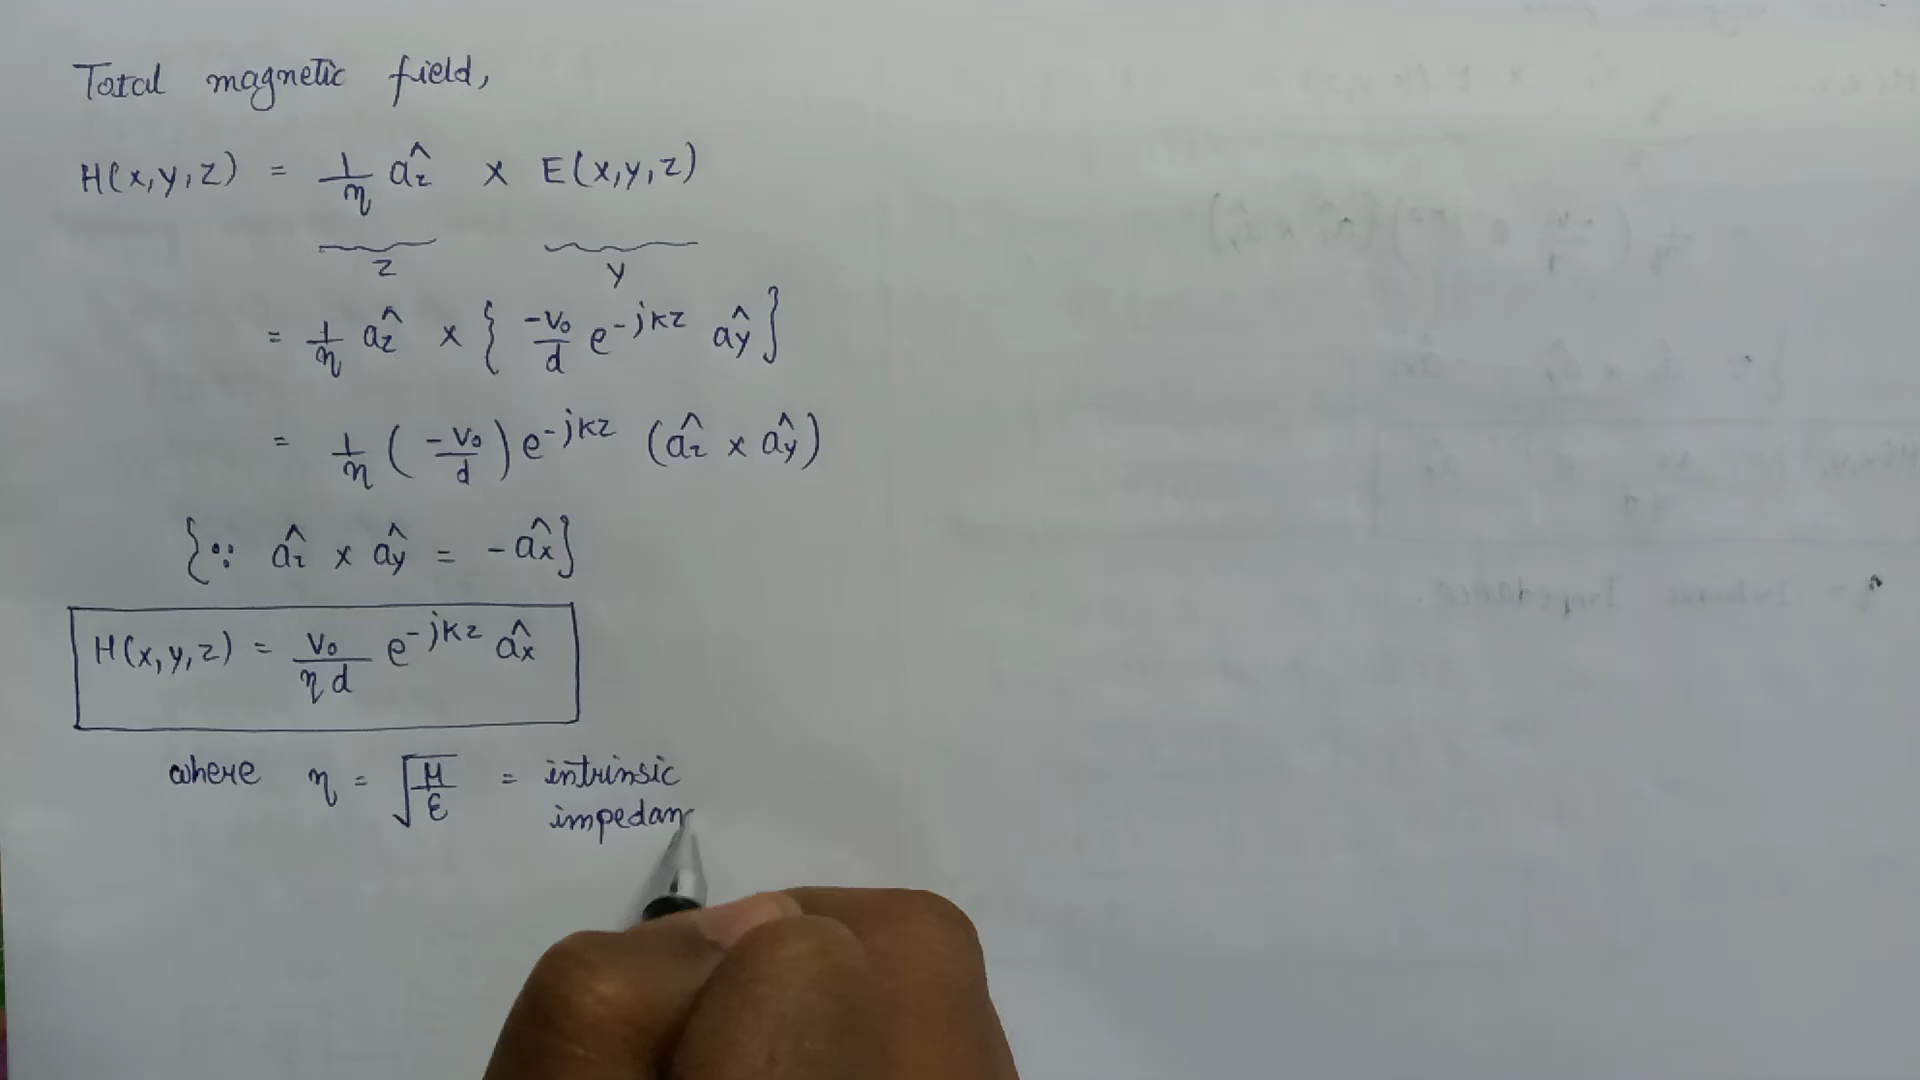 Total magnetic field,
H(x,y,z) = 1/η âz × E(x,y,z)
z y
= 1/η âz × { -V₀/d e^-jkz ây }
= 1/η ( -V₀/d ) e^-jkz (âz × ây)
{∵ âz × ây = -âx}
H(x,y,z) = V₀/ηd e^-jkz âx
where η = √μ/ε = intrinsic
impedan